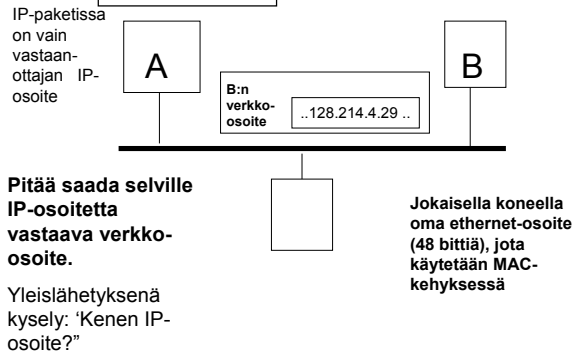 IP-paketissa
on vain
vastaan-
ottajan IP-
osoite
A
B:n
verkko-
osoite
..128.214.4.29 ..
B
Pitää saada selville
IP-osoitetta
vastaava verkko-
osoite.
Yleislähetyksenä
kysely: ‘Kenen IP-
osoite?”
Jokaisella koneella
oma ethernet-osoite
(48 bittiä), jota
käytetään MAC-
kehyksessä